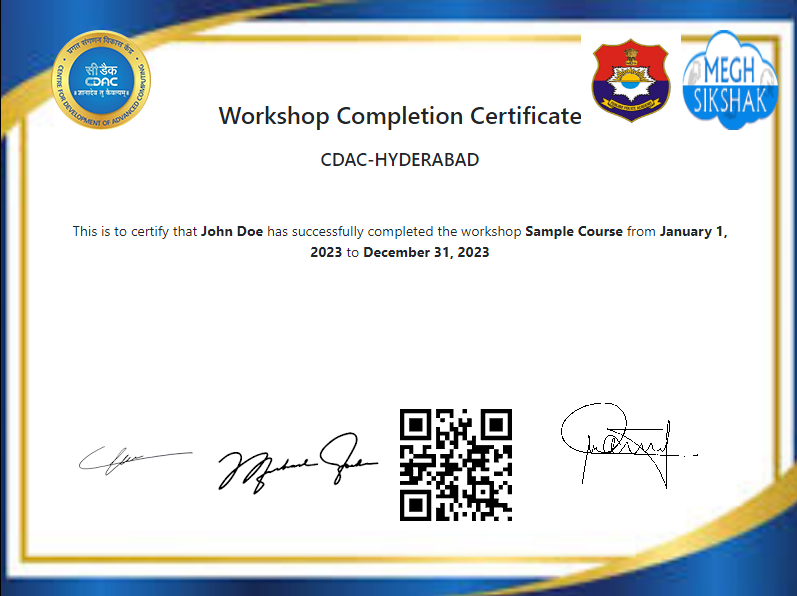 प्रगत संगणन विकास केंद्र
सी डैक
CDAC
॥ ज्ञानादेव तु कैवल्यम् ॥
CENTRE FOR DEVELOPMENT OF ADVANCED COMPUTING
MEGH
SIKSHAK
Workshop Completion Certificate
CDAC-HYDERABAD
This is to certify that John Doe has successfully completed the workshop Sample Course from January 1,
2023 to December 31, 2023